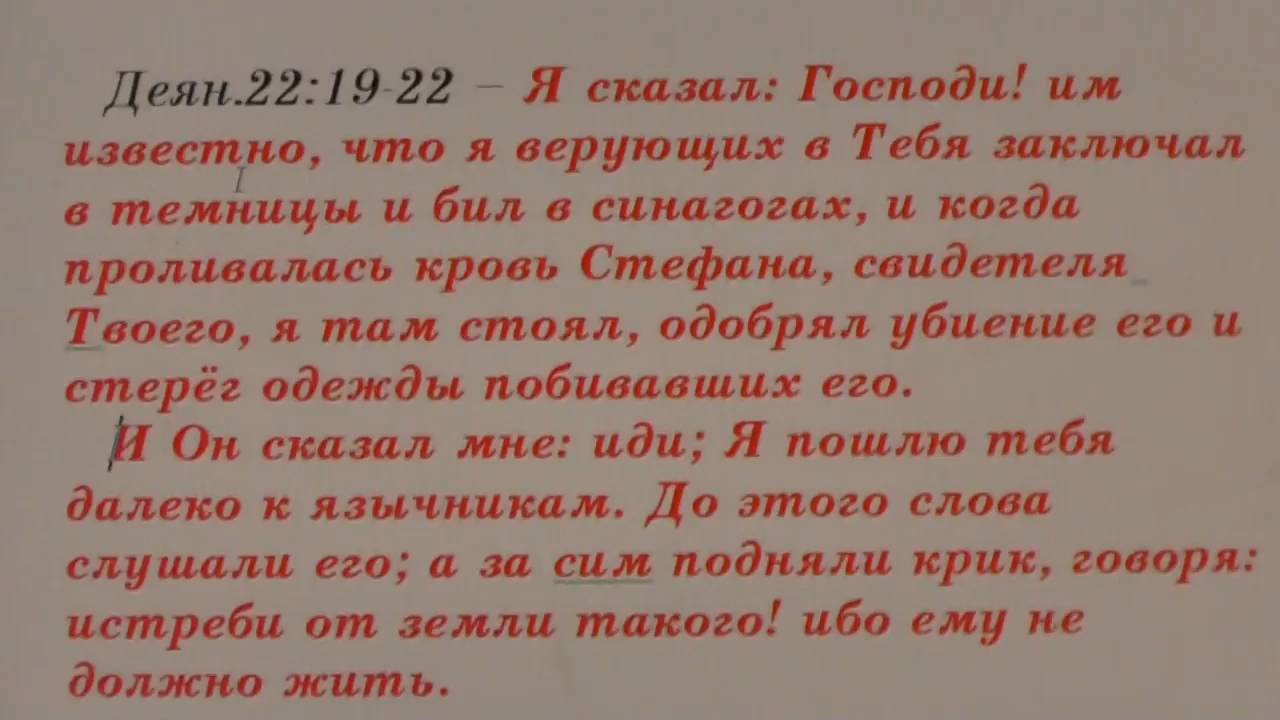 Деян.22:19-22 – Я сказал: Господи! им
известно, что я верующих в Тебя заключал
в темницы и бил в синагогах, и когда
проливалась кровь Стефана, свидетеля
Твоего, я там стоял, одобрял убиение его и
стерёг одежды побивавших его.
И Он сказал мне: иди; Я пошлю тебя
далеко к язычникам. До этого слова
слушали его; а за сим подняли крик, говоря:
истреби от земли такого! ибо ему не
должно жить.